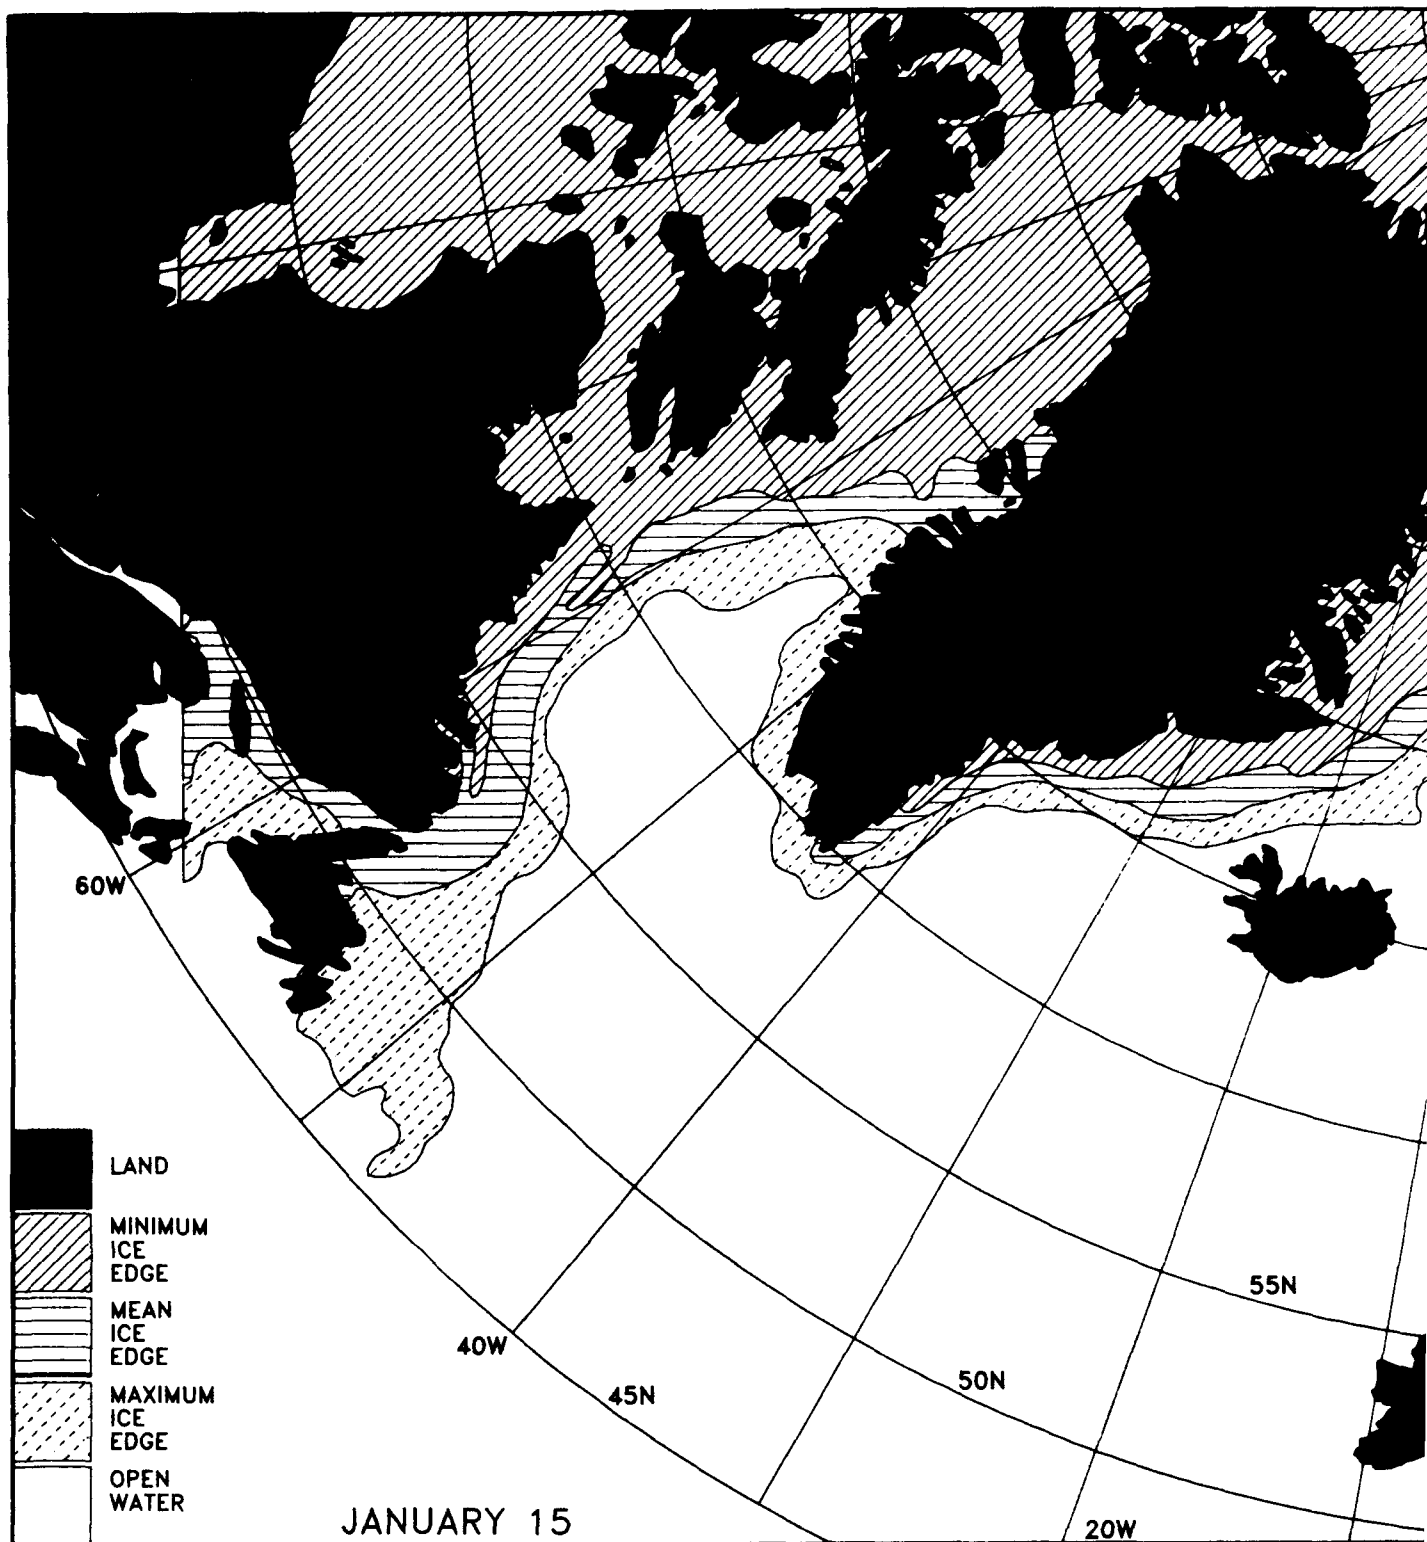 60W
LAND
MINIMUM
ICE
EDGE
MEAN
ICE
EDGE
MAXIMUM
ICE
EDGE
OPEN
WATER
40W
45N
50N
55N
20W
JANUARY 15